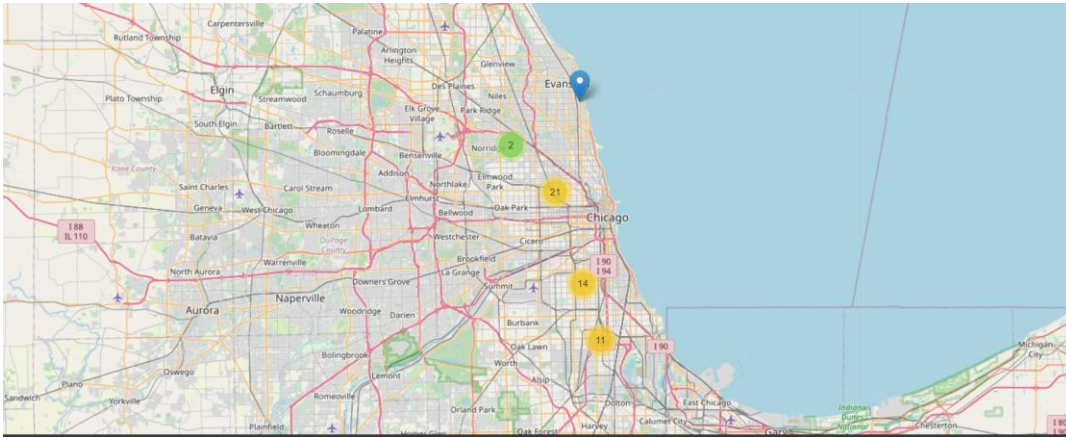 Carpentersville
Palatine
Rutland Township
Arlington
Heights
Glenview
Des Plaines
Evans
Elgin
Schaumburg
Niles
Plato Township
Streamwood
Elk Grove
Village
Park Ridge
South Elgin
Bartlett
Roselle
Norrid
2
Bloomingdale
Bensenville
Kane County
Addison
Elmwood
Park
Saint Charles
Carol Stream
Northlake
21
Elmhurst
Geneva
West Chicago
Lombard
Bellwood
Oak Park
Chicago
I 88
IL 110
Wheaton
Batavia
DuPage
County
Westchester
Cicero
Warrenville
Brookfield
I 90
I 94
North Aurora
La Grange
Downers Grove
Summit
14
Naperville
Aurora
Woodridge
Darien
Burbank
11
Oak Lawn
I 90
Michigan
City
Bolingbrook
Worth
Oswego
Lemont
Alsip
Plano
Sandwich
Yorkville
Romeoville
Dolton
East Chicago
Orland Park
Indiana
Dunes
National
Plainfield
Harvey
Calumet City
Chesterton
I 80
I 90
Homer Glen
Oak Forest
Gary